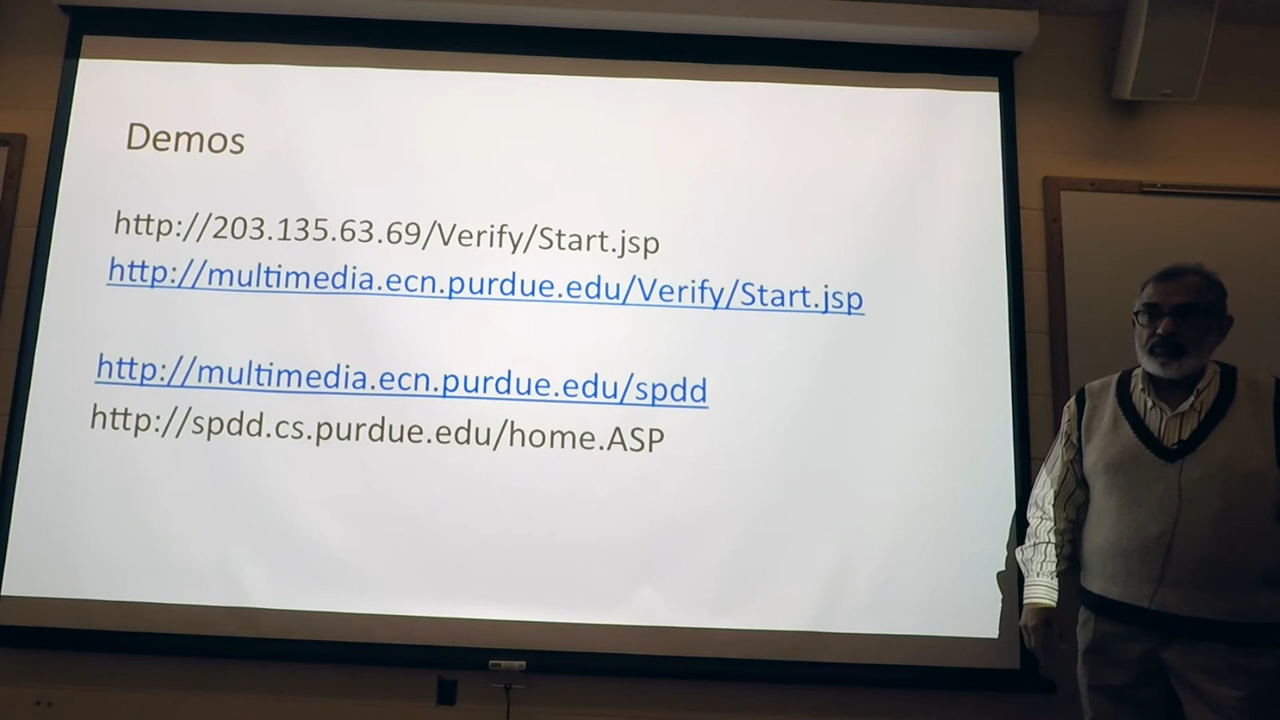 Demos
http://203.135.63.69/Verify/Start.jsp
http://multimedia.ecn.purdue.edu/Verify/Start.jsp
http://multimedia.ecn.purdue.edu/spdd
http://spdd.cs.purdue.edu/home.ASP